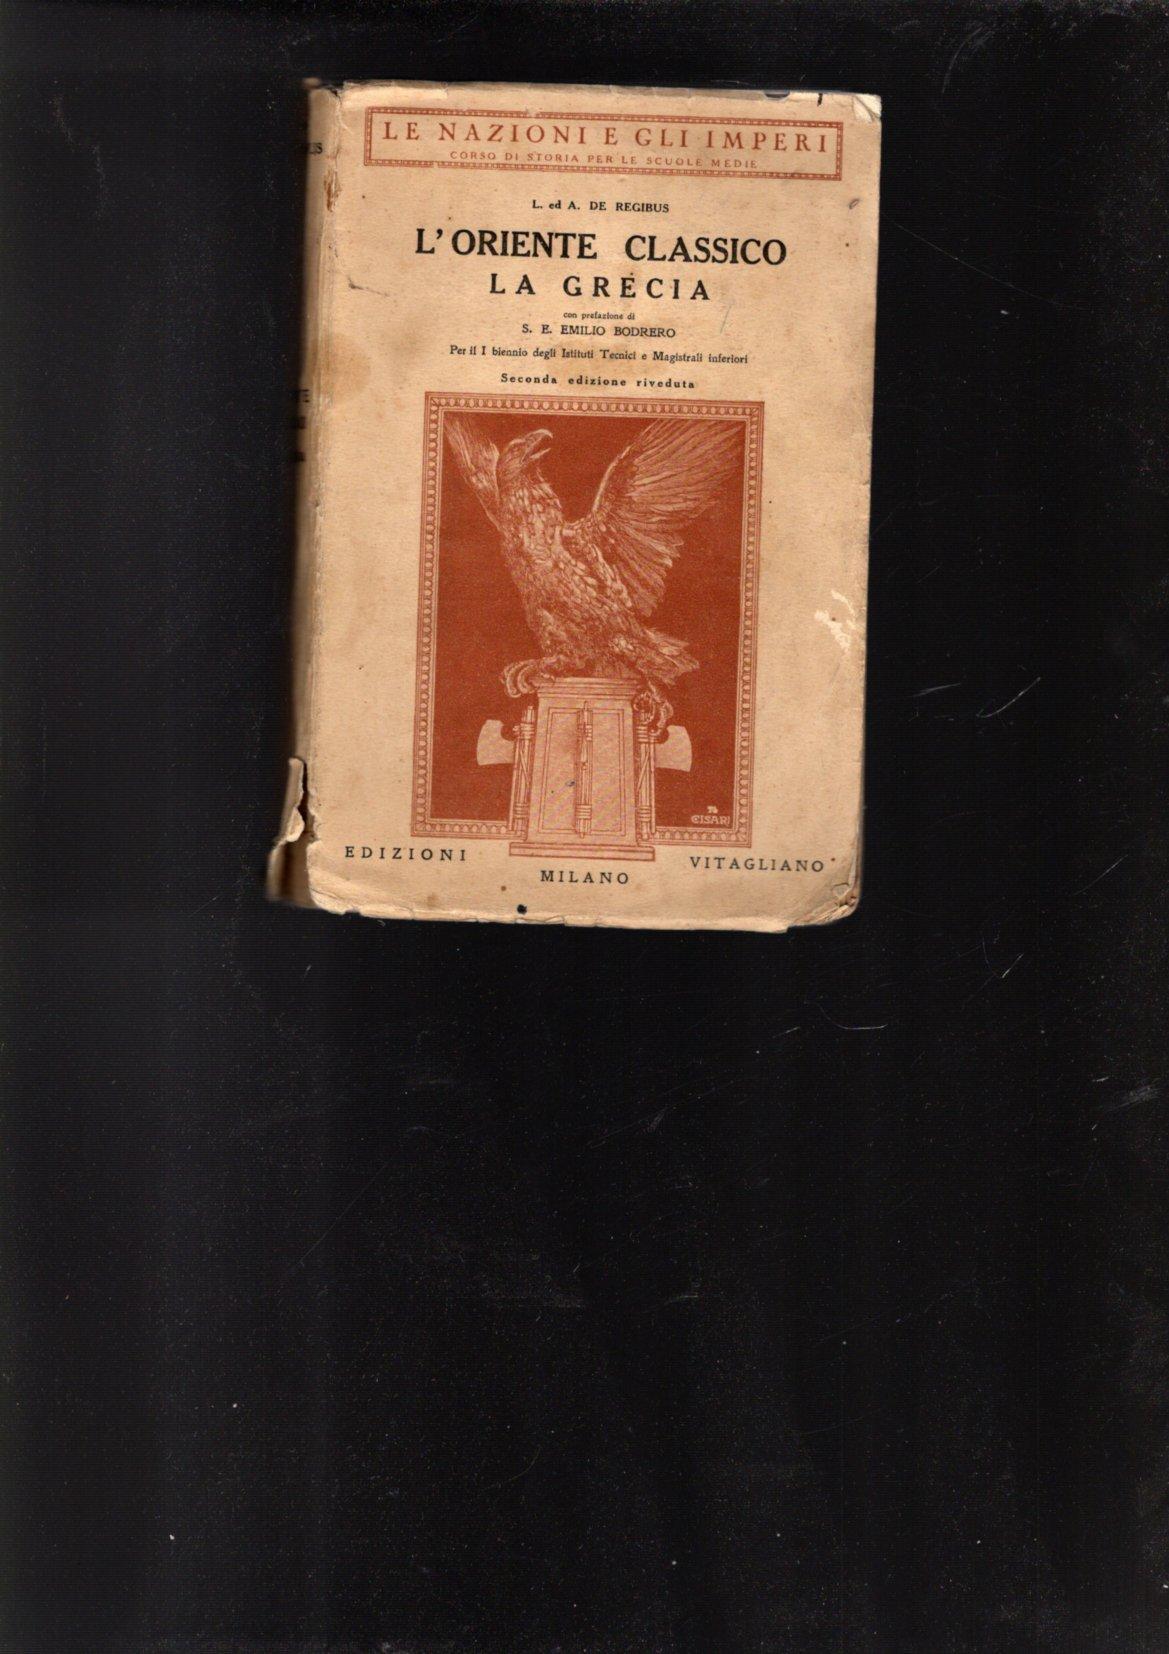 LE NAZIONI E GLI IMPERI
CORSO DI STORIA PER LE SCUOLE MEDIE
L. ed A. DE REGIBUS
L'ORIENTE CLASSICO
LA GRECIA
con prefazione di
S. E. EMILIO BODRERO
Per il I biennio degli Istituti Tecnici e Magistrali inferiori
Seconda edizione riveduta
CISARI
EDIZIONI VITAGLIANO
MILANO